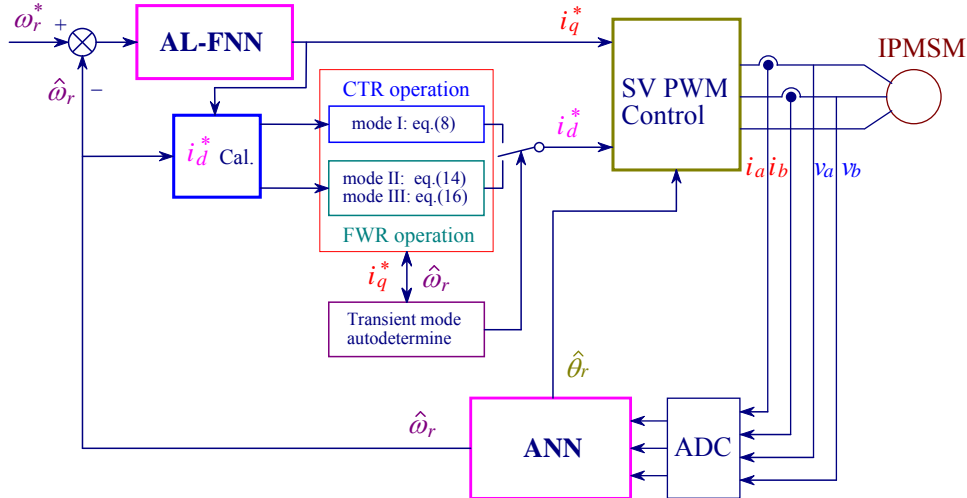 ω_r^* +
AL-FNN
i_q^*
IPMSM
SV PWM
Control
ω̂_r −
CTR operation
mode I: eq.(8)
i_d^* Cal.
i_d^*
mode II: eq.(14)
mode III: eq.(16)
FWR operation
i_a i_b v_a v_b
i_q^* ω̂_r
Transient mode
autodetermine
θ̂_r
ω̂_r
ANN
ADC